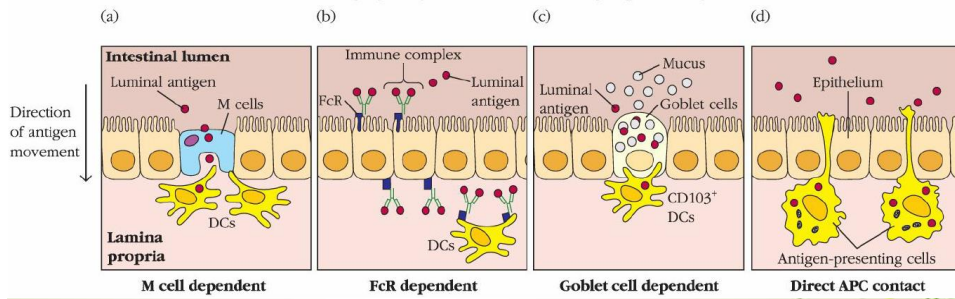 (a)
(b)
(c)
(d)
Direction
of antigen
movement
Intestinal lumen
Luminal antigen
M cells
DCs
Lamina
propria
M cell dependent
Immune complex
FcR
Luminal
antigen
DCs
FcR dependent
Mucus
Luminal
antigen
Goblet cells
CD103+
DCs
Goblet cell dependent
Epithelium
Antigen-presenting cells
Direct APC contact